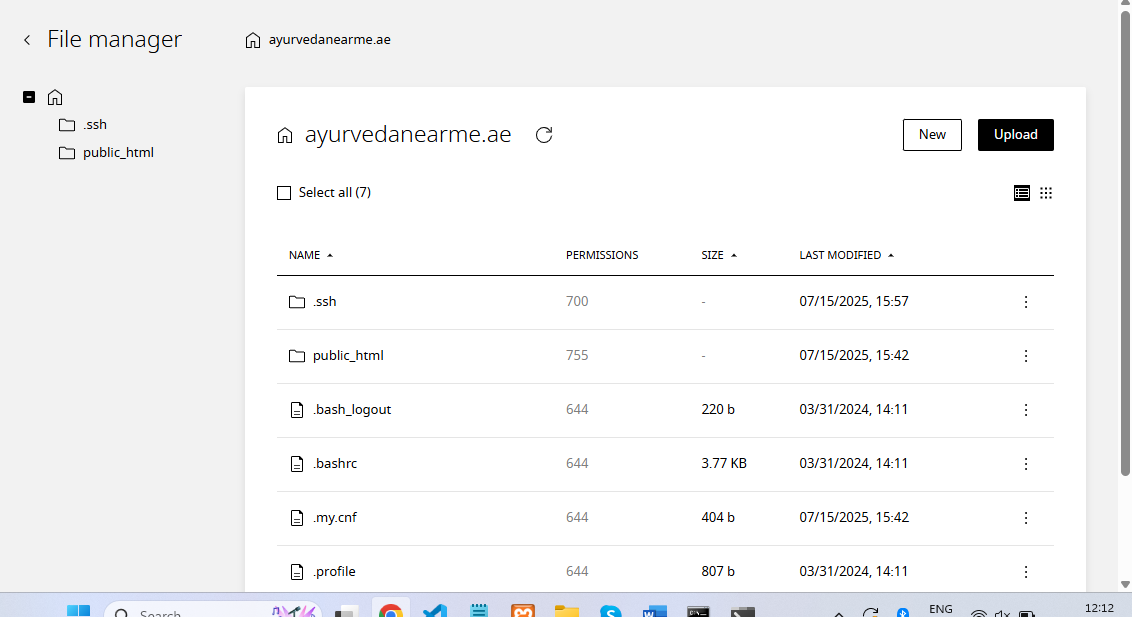 File manager
ayurvedanearme.ae
.ssh
public_html
ayurvedanearme.ae
New
Upload
Select all (7)
NAME PERMISSIONS SIZE LAST MODIFIED
.ssh 700 - 07/15/2025, 15:57
public_html 755 - 07/15/2025, 15:42
.bash_logout 644 220 b 03/31/2024, 14:11
.bashrc 644 3.77 KB 03/31/2024, 14:11
.my.cnf 644 404 b 07/15/2025, 15:42
.profile 644 807 b 03/31/2024, 14:11
Search
ENG
12:12